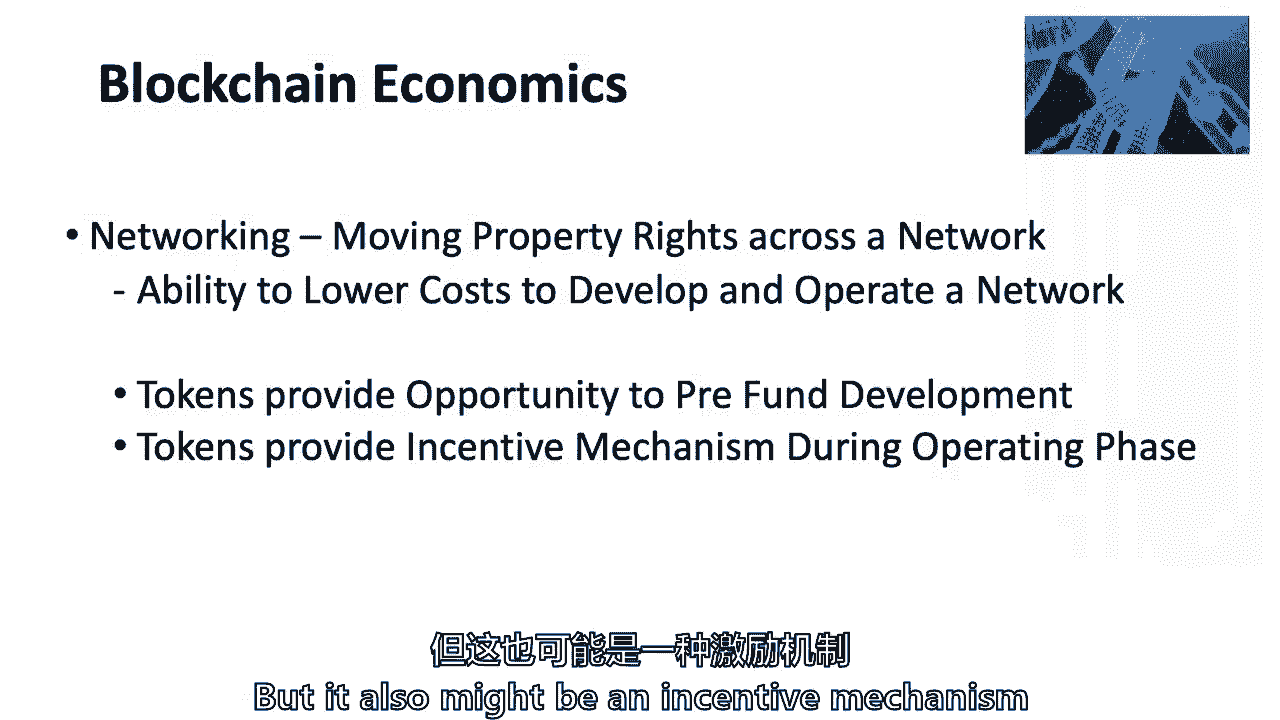 Blockchain Economics
• Networking – Moving Property Rights across a Network
- Ability to Lower Costs to Develop and Operate a Network
• Tokens provide Opportunity to Pre Fund Development
• Tokens provide Incentive Mechanism During Operating Phase
但这也可能是一种激励机制
But it also might be an incentive mechanism